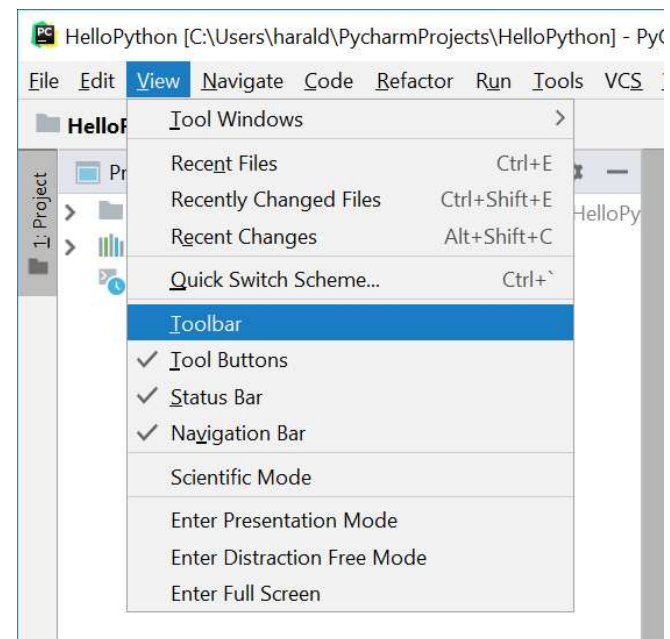 PC HelloPython [C:\Users\harald\PycharmProjects\HelloPython] - Py
File Edit View Navigate Code Refactor Run Tools VCS
Tool Windows >
Recent Files Ctrl+E
Recently Changed Files Ctrl+Shift+E
Recent Changes Alt+Shift+C
Quick Switch Scheme... Ctrl+`
Toolbar
✓ Tool Buttons
✓ Status Bar
✓ Navigation Bar
Scientific Mode
Enter Presentation Mode
Enter Distraction Free Mode
Enter Full Screen
1: Project
HelloPy